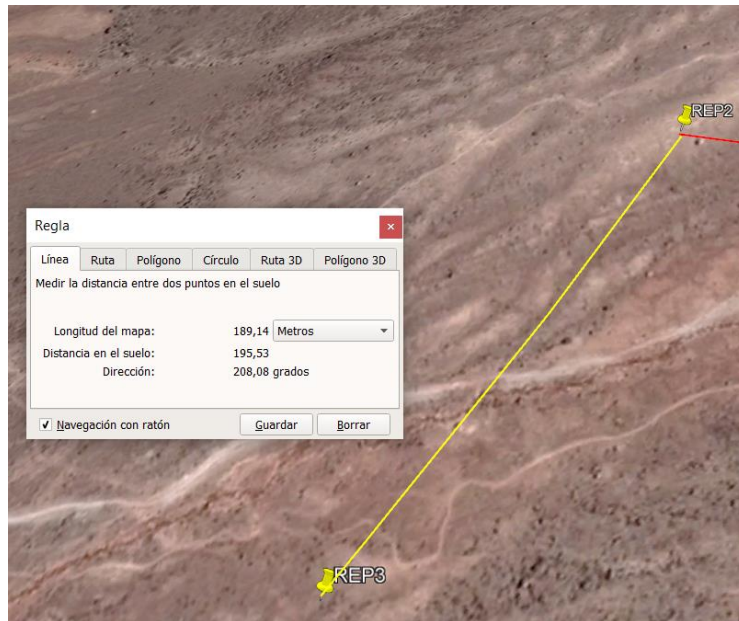 REP2
Regla
Línea Ruta Polígono Círculo Ruta 3D Polígono 3D
Medir la distancia entre dos puntos en el suelo
Longitud del mapa: 189,14 Metros
Distancia en el suelo: 195,53
Dirección: 208,08 grados
Navegación con ratón Guardar Borrar
REP3